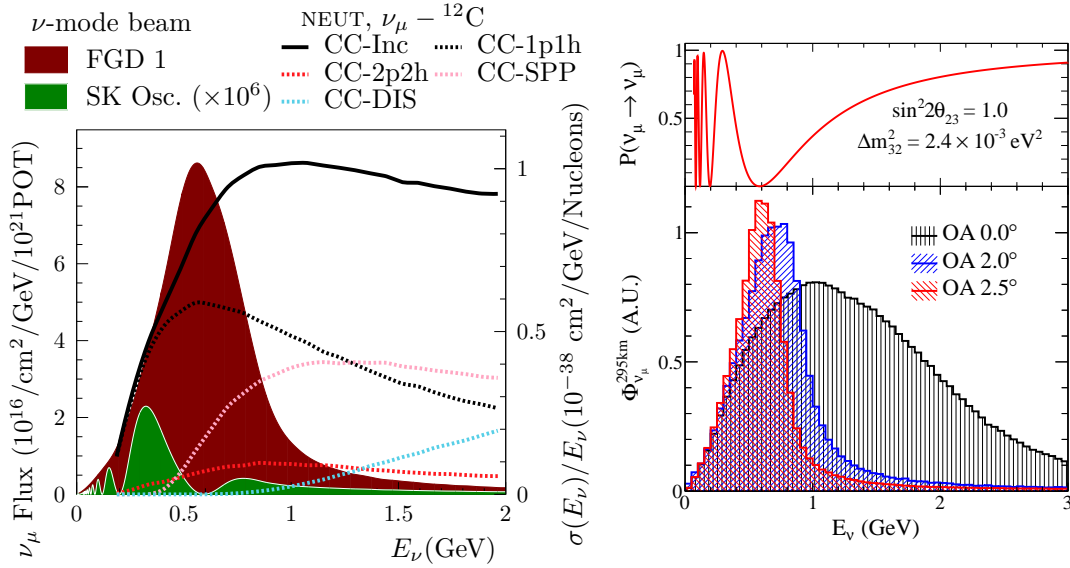 ν-mode beam
FGD 1
SK Osc. (×10⁶)
NEUT, νμ − ¹²C
CC-Inc
CC-1p1h
CC-2p2h
CC-SPP
CC-DIS
νμ Flux (10¹⁶/cm²/GeV/10²¹POT)
8
6
4
2
0
0
0.5
1
1.5
2
Eν(GeV)
1
0.5
0
σ(Eν)/Eν(10⁻³⁸ cm²/GeV/Nucleons)
P(νμ → νμ)
1
0.5
sin²2θ₂₃ = 1.0
Δm²₃₂ = 2.4 × 10⁻³ eV²
Φνμ²⁹⁵ᵏᵐ (A.U.)
1
0.5
0
OA 0.0°
OA 2.0°
OA 2.5°
0
1
2
3
Eν (GeV)